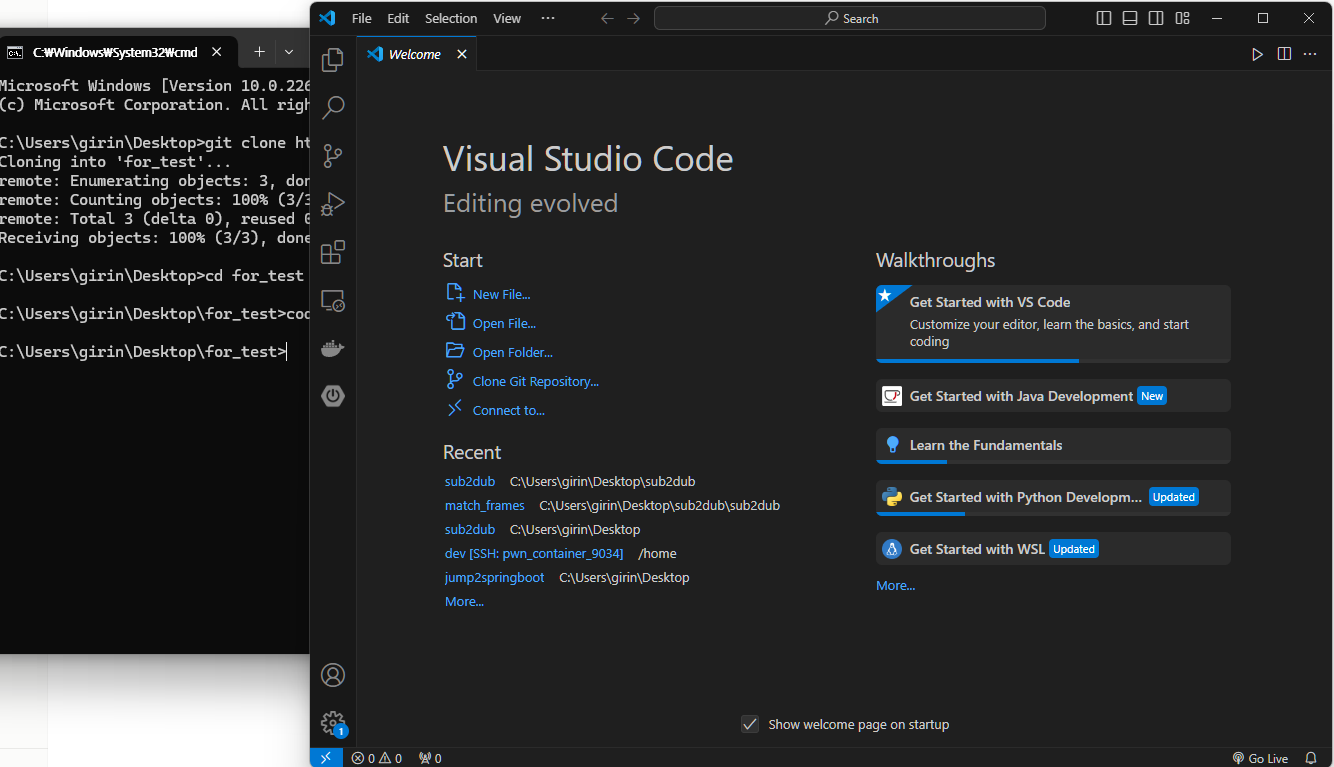 C:₩Windows₩System32₩cmd
Microsoft Windows [Version 10.0.226
(c) Microsoft Corporation. All righ
C:\Users\girin\Desktop>git clone ht
Cloning into 'for_test'...
remote: Enumerating objects: 3, don
remote: Counting objects: 100% (3/3
remote: Total 3 (delta 0), reused 0
Receiving objects: 100% (3/3), done
C:\Users\girin\Desktop>cd for_test
C:\Users\girin\Desktop\for_test>cod
C:\Users\girin\Desktop\for_test>
File Edit Selection View ··· Search
Welcome
Visual Studio Code
Editing evolved
Start
New File...
Open File...
Open Folder...
Clone Git Repository...
Connect to...
Recent
sub2dub C:\Users\girin\Desktop\sub2dub
match_frames C:\Users\girin\Desktop\sub2dub\sub2dub
sub2dub C:\Users\girin\Desktop
dev [SSH: pwn_container_9034] /home
jump2springboot C:\Users\girin\Desktop
More...
Walkthroughs
Get Started with VS Code
Customize your editor, learn the basics, and start
coding
Get Started with Java Development New
Learn the Fundamentals
Get Started with Python Developm... Updated
Get Started with WSL Updated
More...
Show welcome page on startup
1
0 0 0 Go Live